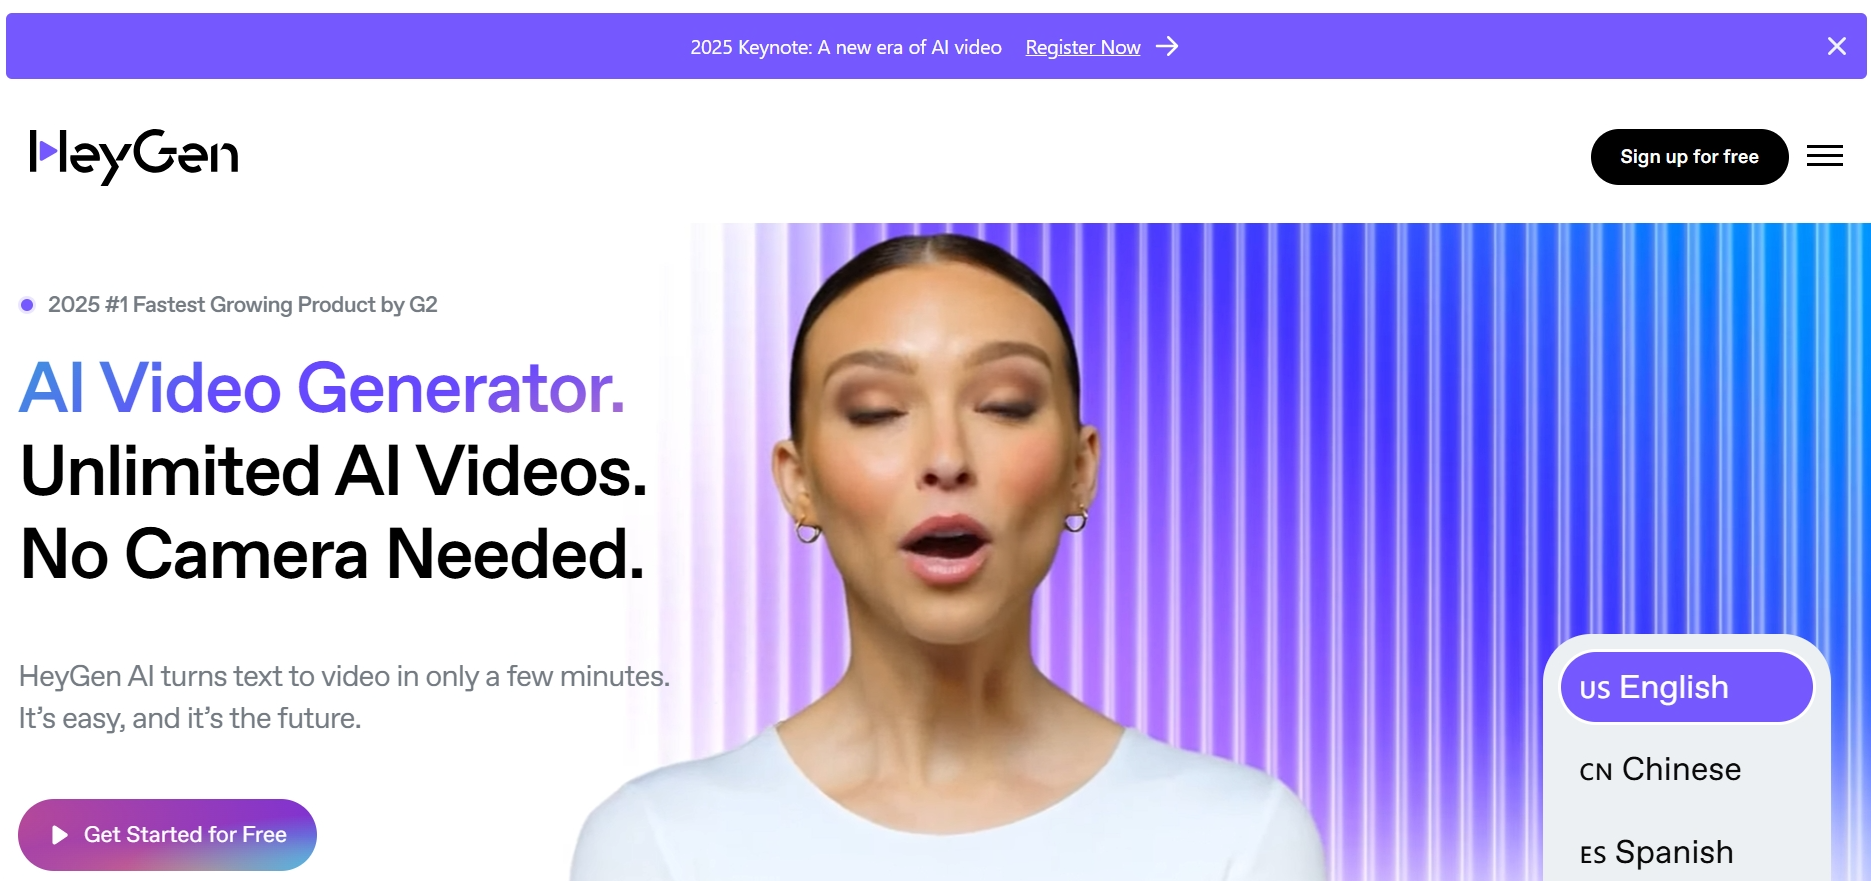 2025 Keynote: A new era of AI video Register Now
HeyGen
Sign up for free
2025 #1 Fastest Growing Product by G2
AI Video Generator.
Unlimited AI Videos.
No Camera Needed.
HeyGen AI turns text to video in only a few minutes.
It’s easy, and it’s the future.
Get Started for Free
US English
CN Chinese
ES Spanish